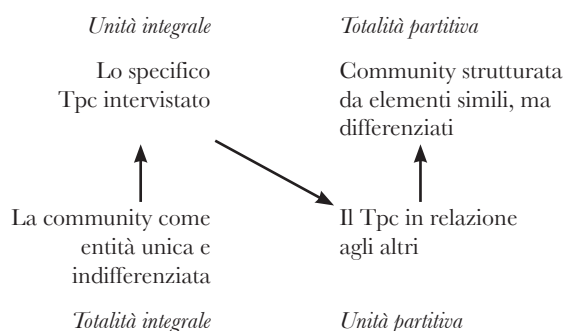 Unità integrale
Totalità partitiva
Lo specifico
Tpc intervistato
Community strutturata
da elementi simili, ma
differenziati
La community come
entità unica e
indifferenziata
Il Tpc in relazione
agli altri
Totalità integrale
Unità partitiva